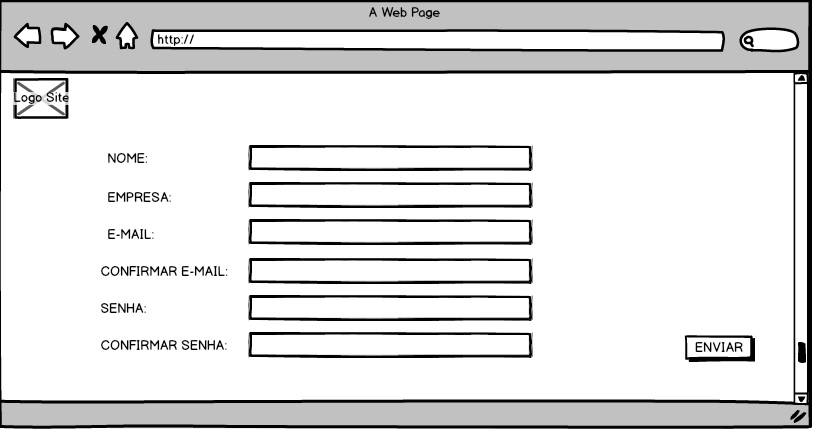 A Web Page
http://
Logo Site
NOME:
EMPRESA:
E-MAIL:
CONFIRMAR E-MAIL:
SENHA:
CONFIRMAR SENHA:
ENVIAR